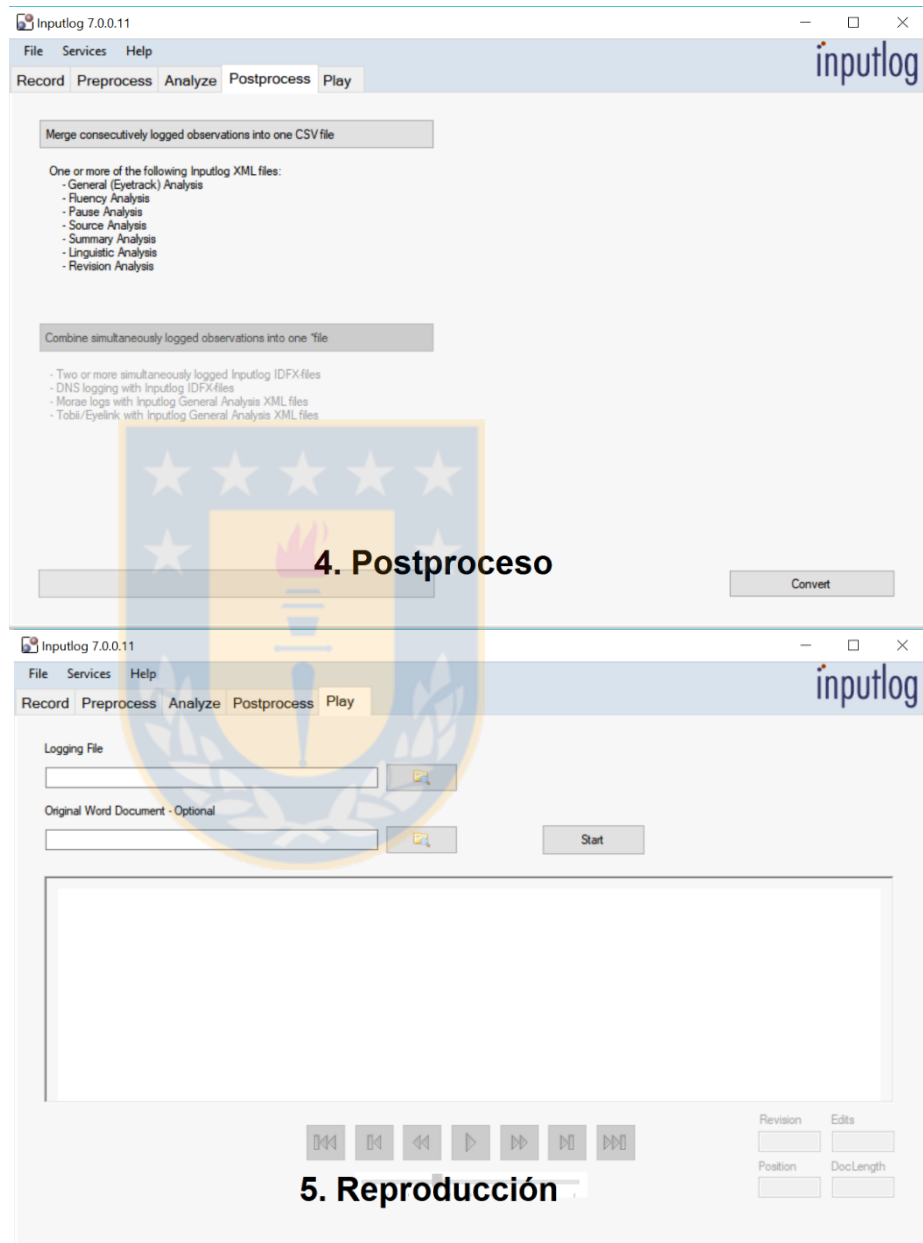 Inputlog 7.0.0.11
File Services Help
inputlog
Record Preprocess Analyze Postprocess Play
Merge consecutively logged observations into one CSV file
One or more of the following Inputlog XML files:
- General (Eyetrack) Analysis
- Fluency Analysis
- Pause Analysis
- Source Analysis
- Summary Analysis
- Linguistic Analysis
- Revision Analysis
Combine simultaneously logged observations into one *file
- Two or more simultaneously logged Inputlog IDFX-files
- DNS logging with Inputlog IDFX-files
- Morae logs with Inputlog General Analysis XML files
- Tobii/Eyelink with Inputlog General Analysis XML files
4. Postproceso
Convert
Inputlog 7.0.0.11
File Services Help
inputlog
Record Preprocess Analyze Postprocess Play
Logging File
Original Word Document - Optional
Start
Revision Edits
Position DocLength
5. Reproducción